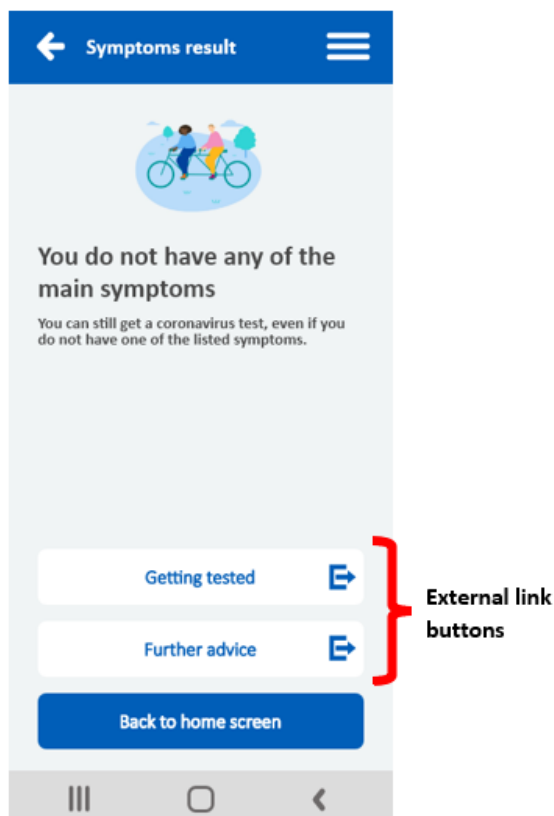 Symptoms result
You do not have any of the
main symptoms
You can still get a coronavirus test, even if you
do not have one of the listed symptoms.
Getting tested
Further advice
External link
buttons
Back to home screen